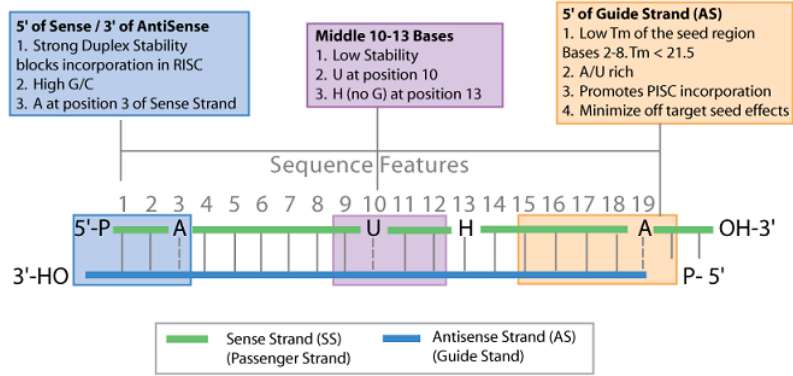 5' of Sense / 3' of AntiSense
1. Strong Duplex Stability
blocks incorporation in RISC
2. High G/C
3. A at position 3 of Sense Strand
Middle 10-13 Bases
1. Low Stability
2. U at position 10
3. H (no G) at position 13
5' of Guide Strand (AS)
1. Low Tm of the seed region
Bases 2-8. Tm < 21.5
2. A/U rich
3. Promotes PISC incorporation
4. Minimize off target seed effects
Sequence Features
1 2 3 4 5 6 7 8 9 10 11 12 13 14 15 16 17 18 19
5'-P A U H A OH-3'
3'-HO P- 5'
Sense Strand (SS)
(Passenger Strand)
Antisense Strand (AS)
(Guide Stand)